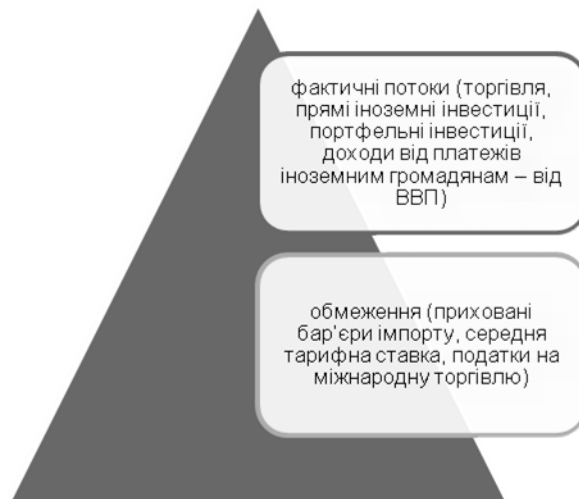 фактичні потоки (торгівля,
прямі іноземні інвестиції,
портфельні інвестиції,
доходи від платежів
іноземним громадянам – від
ВВП)
обмеження (приховані
бар'єри імпорту, середня
тарифна ставка, податки на
міжнародну торгівлю)